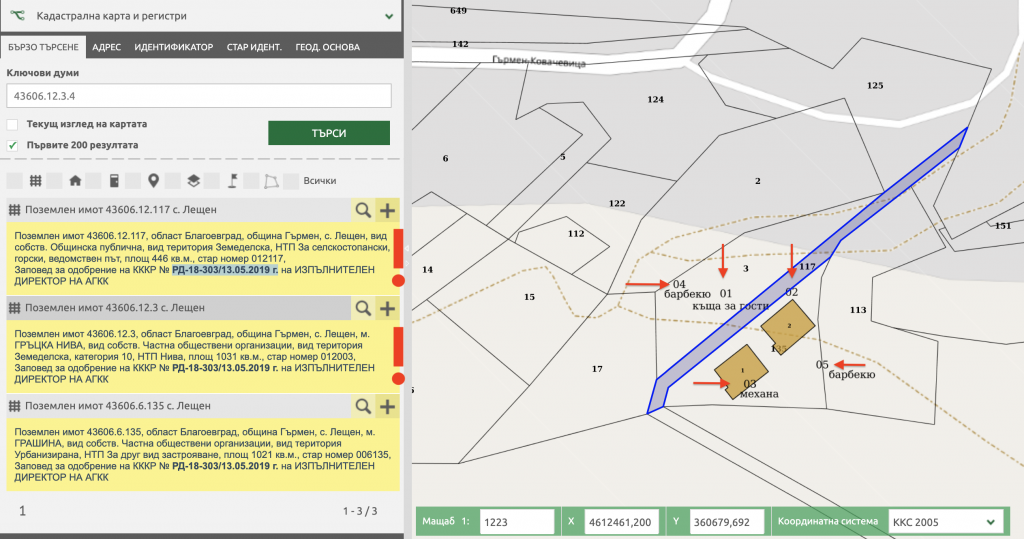 Кадастрална карта и регистри
БЪРЗО ТЪРСЕНЕ АДРЕС ИДЕНТИФИКАТОР СТАР ИДЕНТ. ГЕОД. ОСНОВА
Ключови думи
43606.12.3.4
Текущ изглед на картата
Първите 200 резултата
ТЪРСИ
Всички
Поземлен имот 43606.12.117 с. Лещен
Поземлен имот 43606.12.117, област Благоевград, община Гърмен, с. Лещен, вид
собств. Общинска публична, вид територия Земеделска, НТП За селскостопански,
горски, ведомствен път, площ 446 кв.м., стар номер 012117,
Заповед за одобрение на КККР № РД-18-303/13.05.2019 г. на ИЗПЪЛНИТЕЛЕН
ДИРЕКТОР НА АГКК
Поземлен имот 43606.12.3 с. Лещен
Поземлен имот 43606.12.3, област Благоевград, община Гърмен, с. Лещен, м.
ГРЪЦКА НИВА, вид собств. Частна обществени организации, вид територия
Земеделска, категория 10, НТП Нива, площ 1031 кв.м., стар номер 012003,
Заповед за одобрение на КККР № РД-18-303/13.05.2019 г. на ИЗПЪЛНИТЕЛЕН
ДИРЕКТОР НА АГКК
Поземлен имот 43606.6.135 с. Лещен
Поземлен имот 43606.6.135, област Благоевград, община Гърмен, с. Лещен, м.
ГРАШИНА, вид собств. Частна обществени организации, вид територия
Урбанизирана, НТП За друг вид застрояване, площ 1021 кв.м., стар номер 006135,
Заповед за одобрение на КККР № РД-18-303/13.05.2019 г. на ИЗПЪЛНИТЕЛЕН
ДИРЕКТОР НА АГКК
1
1 - 3 / 3
649
142
Гърмен-Ковачевица
125
124
6
5
2
122
112
151
14
3
117
15
04
барбекю
01
къща за гости
02
113
2
17
1
05
барбекю
03
механа
Мащаб 1: 1223 X 4612461,200 Y 360679,692 Координатна система ККС 2005